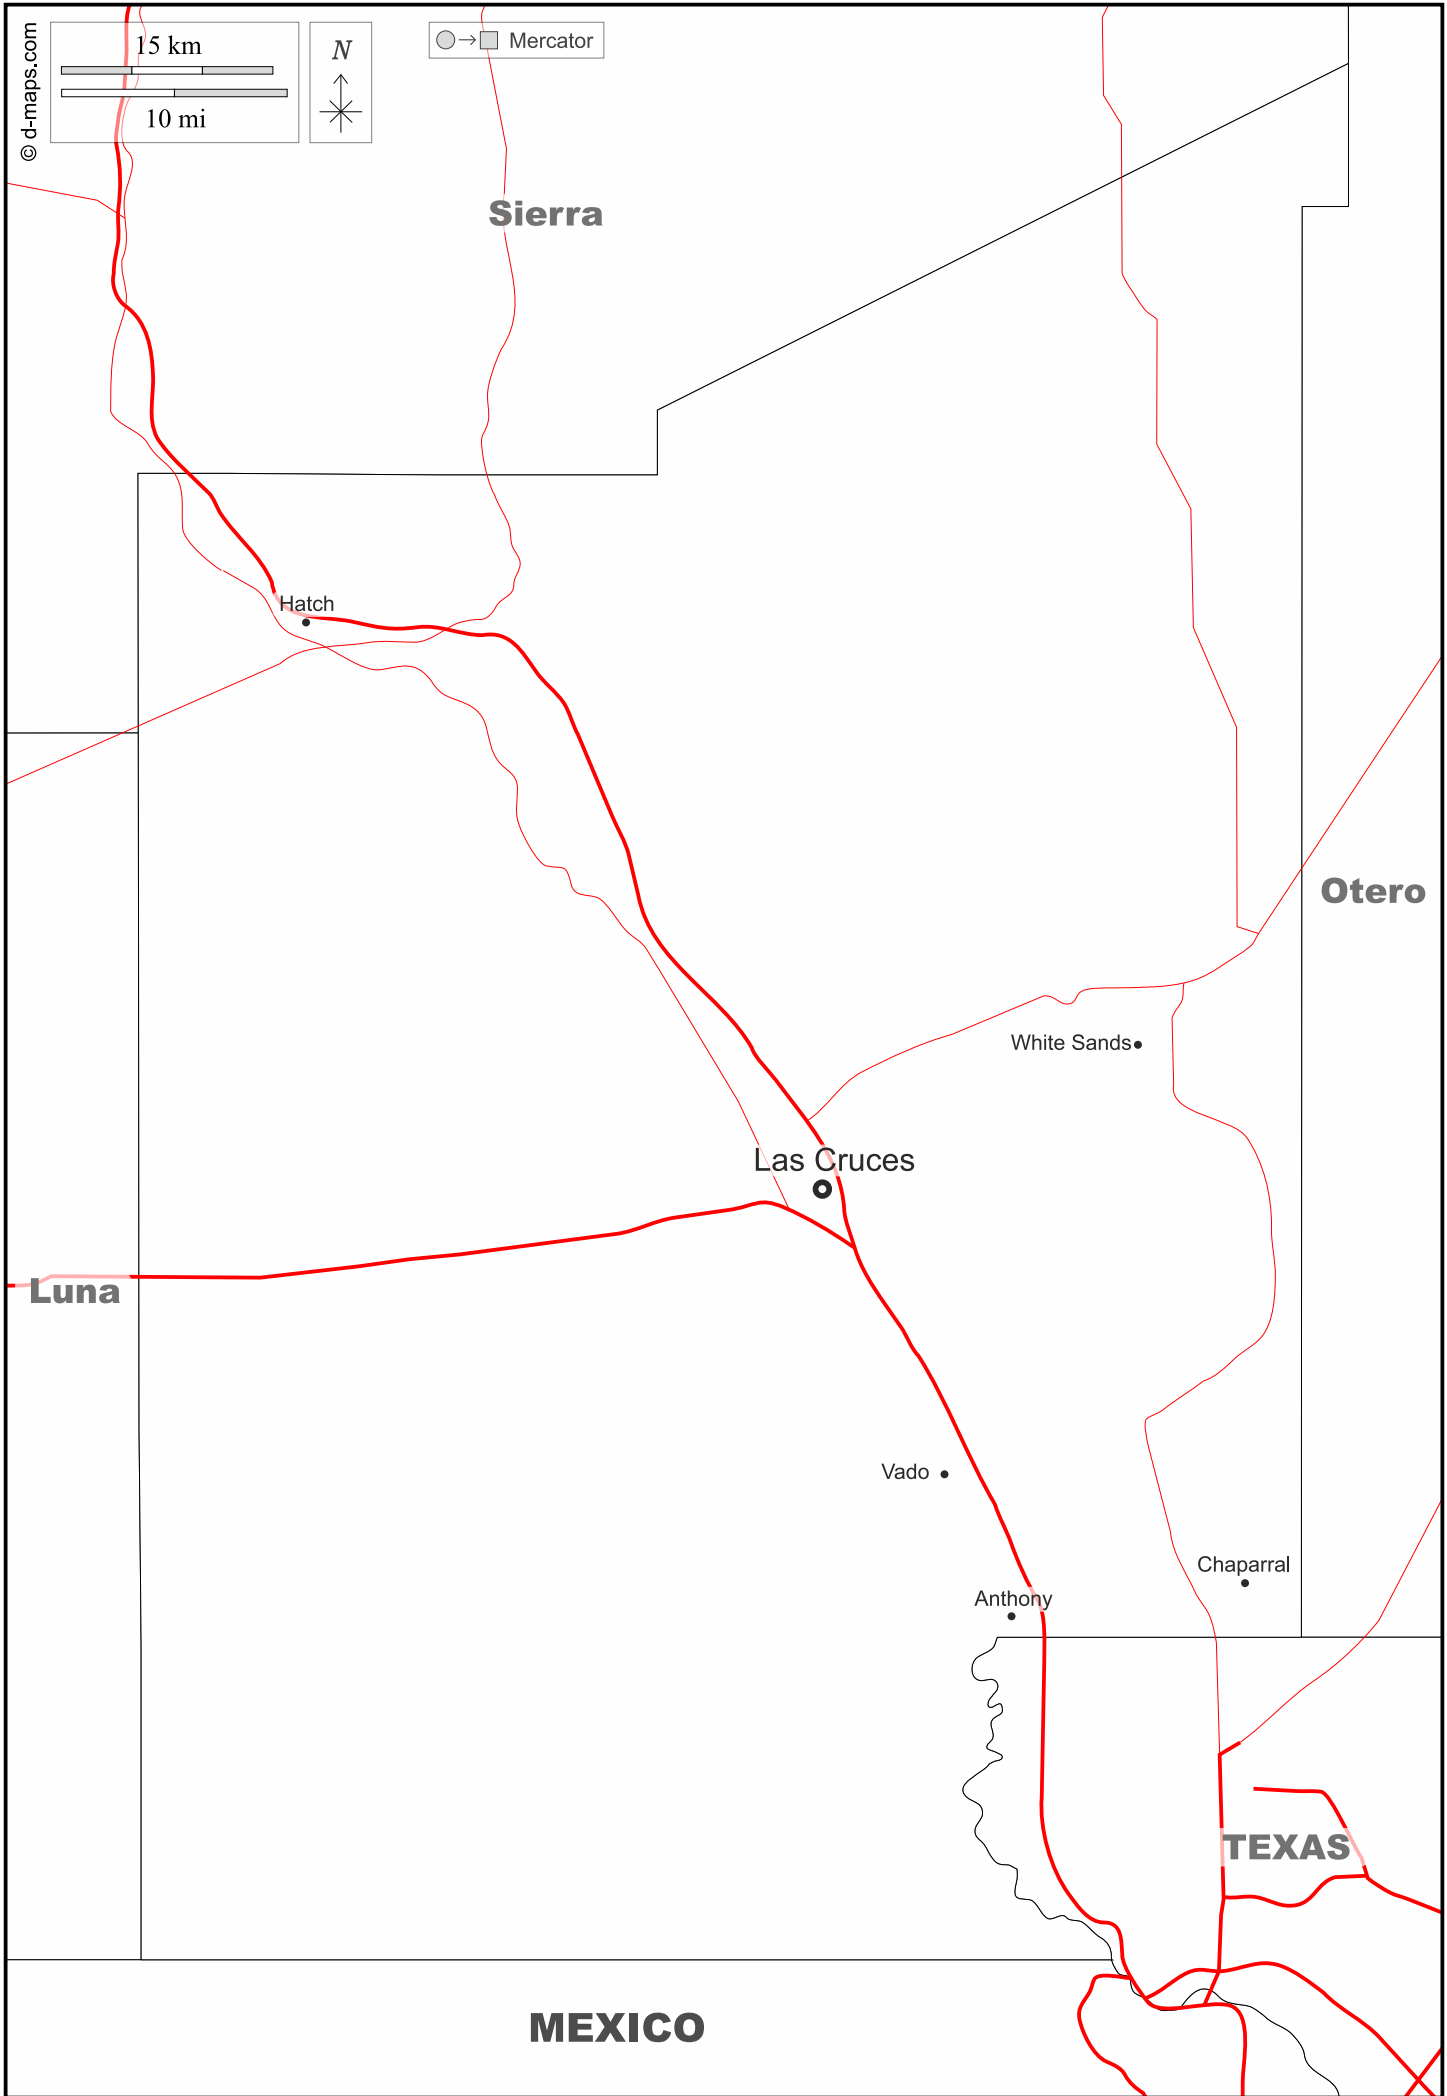 © d-maps.com
15 km
10 mi
N
Mercator
Sierra
Hatch
Otero
White Sands
Las Cruces
Luna
Vado
Chaparral
Anthony
TEXAS
MEXICO